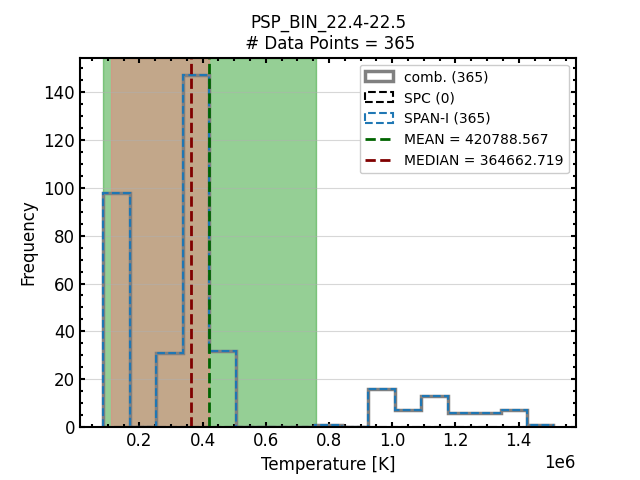 PSP_BIN_22.4-22.5
# Data Points = 365
comb. (365)
SPC (0)
SPAN-I (365)
MEAN = 420788.567
MEDIAN = 364662.719
Frequency
140
120
100
80
60
40
20
0
0.2 0.4 0.6 0.8 1.0 1.2 1.4
Temperature [K]
1e6